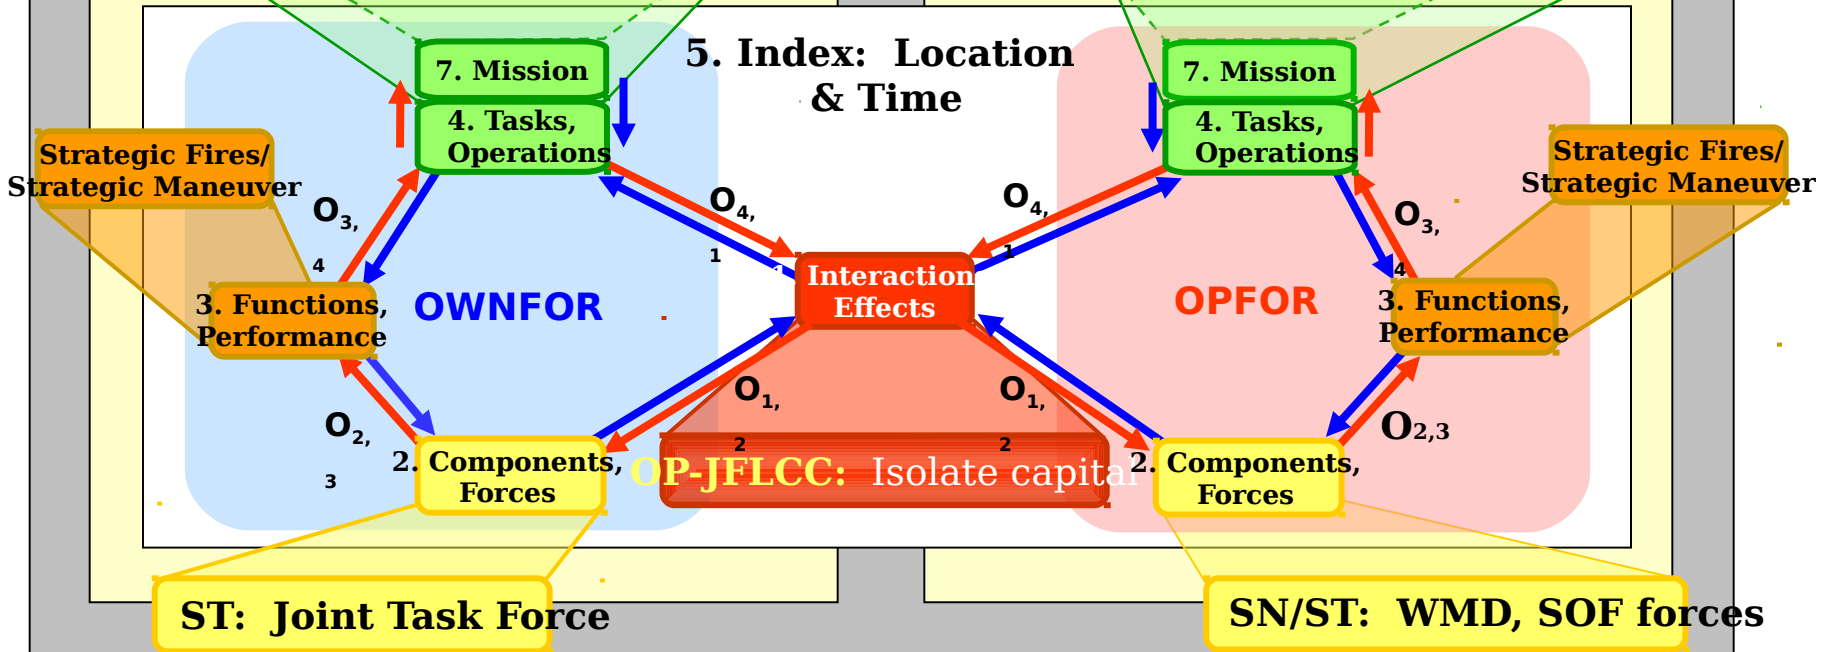 5. Index:  Location
& Time
7. Mission
4. Tasks,
Operations
7. Mission
4. Tasks,
Operations
Strategic Fires/
Strategic Maneuver
Strategic Fires/
Strategic Maneuver
O3,
4
O4,
1
O4,
1
O3,
4
1. Interaction
Effects
3. Functions,
Performance
OWNFOR
OPFOR
3. Functions,
Performance
O1,
2
O1,
2
O2,
3
O2,3
2. Components,
Forces
OP-JFLCC:  Isolate capital
2. Components,
Forces
ST:  Joint Task Force
SN/ST:  WMD, SOF forces